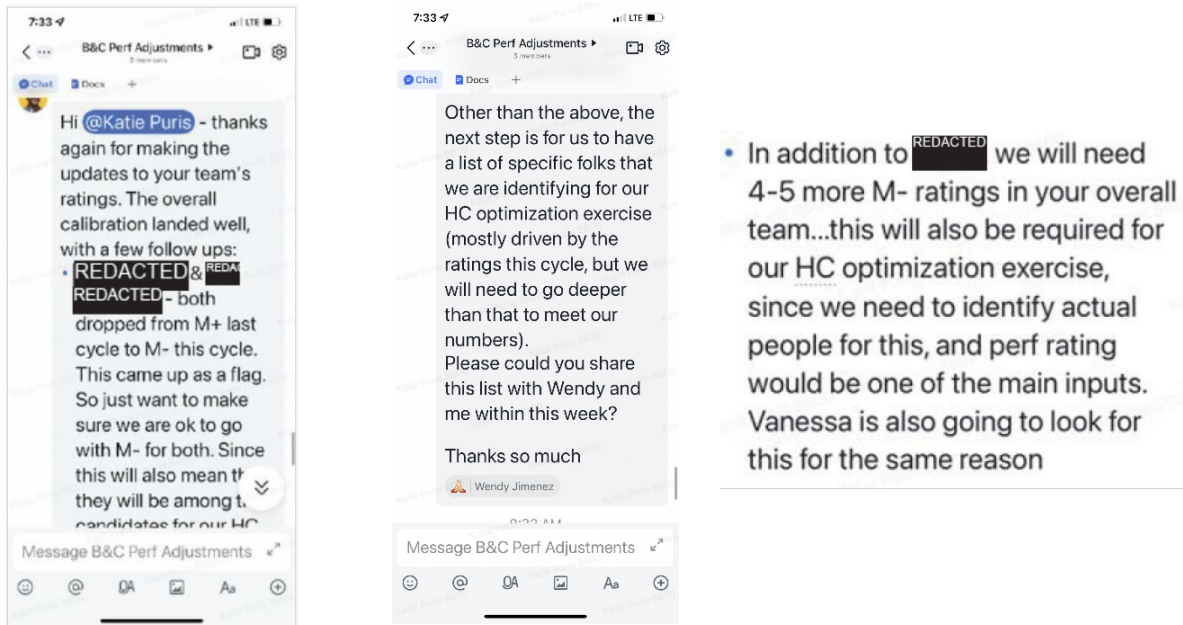 7:33
LTE
B&C Perf Adjustments
3 members
Chat
Docs
+
Hi @Katie Puris - thanks
again for making the
updates to your team's
ratings. The overall
calibration landed well,
with a few follow ups:
REDACTED &
REDACTED - both
dropped from M+ last
cycle to M- this cycle.
This came up as a flag.
So just want to make
sure we are ok to go
with M- for both. Since
this will also mean
they will be among
candidates for our HC
Message B&C Perf Adjustments
Aa
7:33
LTE
B&C Perf Adjustments
3 members
Chat
Docs
+
Other than the above, the
next step is for us to have
a list of specific folks that
we are identifying for our
HC optimization exercise
(mostly driven by the
ratings this cycle, but we
will need to go deeper
than that to meet our
numbers).
Please could you share
this list with Wendy and
me within this week?
Thanks so much
Wendy Jimenez
Message B&C Perf Adjustments
Aa
• In addition to REDACTED we will need
4-5 more M- ratings in your overall
team...this will also be required for
our HC optimization exercise,
since we need to identify actual
people for this, and perf rating
would be one of the main inputs.
Vanessa is also going to look for
this for the same reason